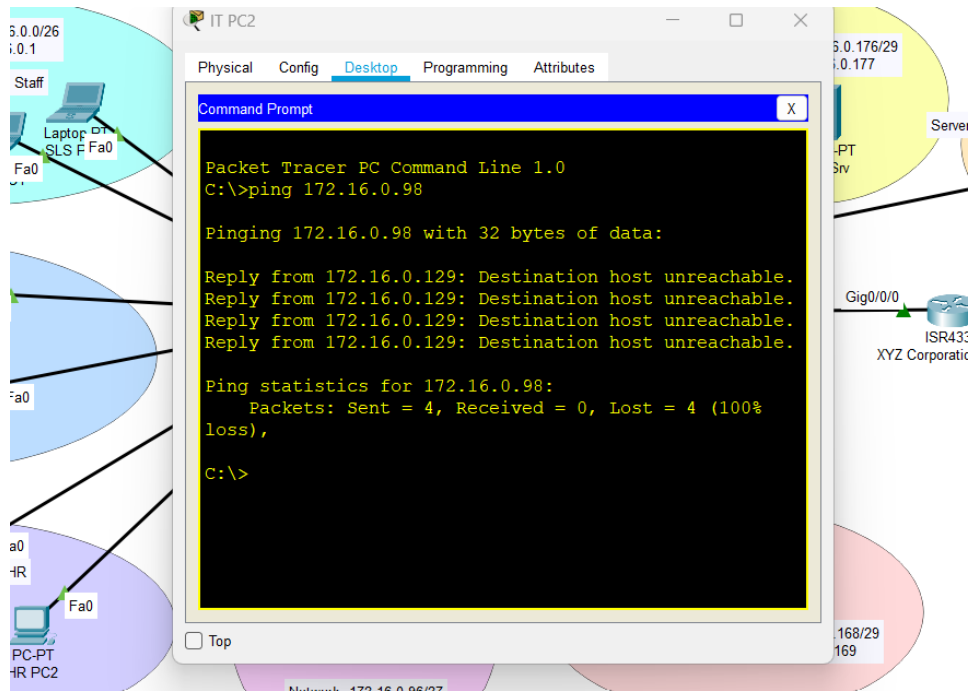 6.0.0/26
.0.1
Staff
Laptop-PT
SLS P
Fa0
Fa0
Fa0
a0
HR
Fa0
PC-PT
HR PC2
IT PC2
Physical Config Desktop Programming Attributes
Command Prompt
X
Packet Tracer PC Command Line 1.0
C:\>ping 172.16.0.98
Pinging 172.16.0.98 with 32 bytes of data:
Reply from 172.16.0.129: Destination host unreachable.
Reply from 172.16.0.129: Destination host unreachable.
Reply from 172.16.0.129: Destination host unreachable.
Reply from 172.16.0.129: Destination host unreachable.
Ping statistics for 172.16.0.98:
Packets: Sent = 4, Received = 0, Lost = 4 (100%
loss),
C:\>
Top
6.0.176/29
.0.177
Server
-PT
Srv
Gig0/0/0
ISR433
XYZ Corporatio
.168/29
169
Network 172.16.0.96/27